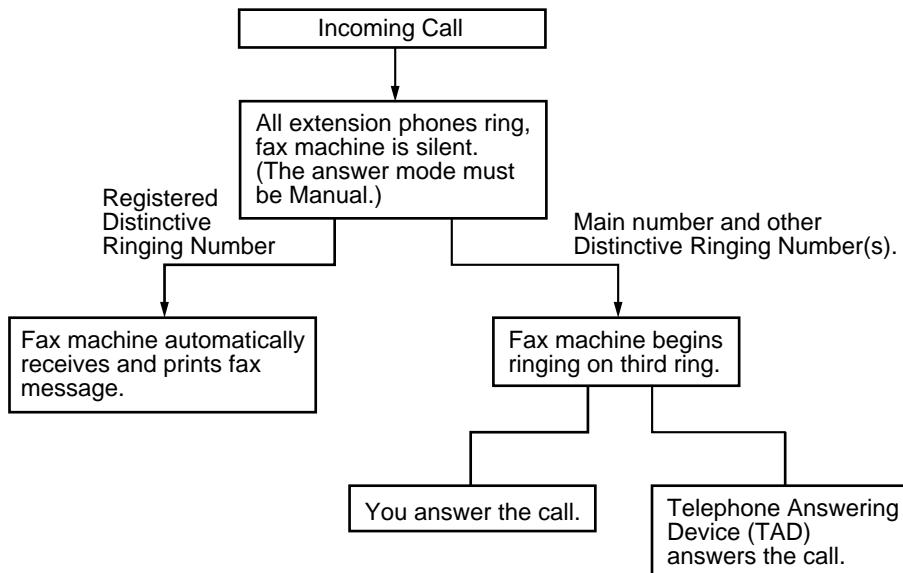 Incoming Call
All extension phones ring,
fax machine is silent.
(The answer mode must
be Manual.)
Registered
Distinctive
Ringing Number
Main number and other
Distinctive Ringing Number(s).
Fax machine automatically
receives and prints fax
message.
Fax machine begins
ringing on third ring.
You answer the call.
Telephone Answering
Device (TAD)
answers the call.